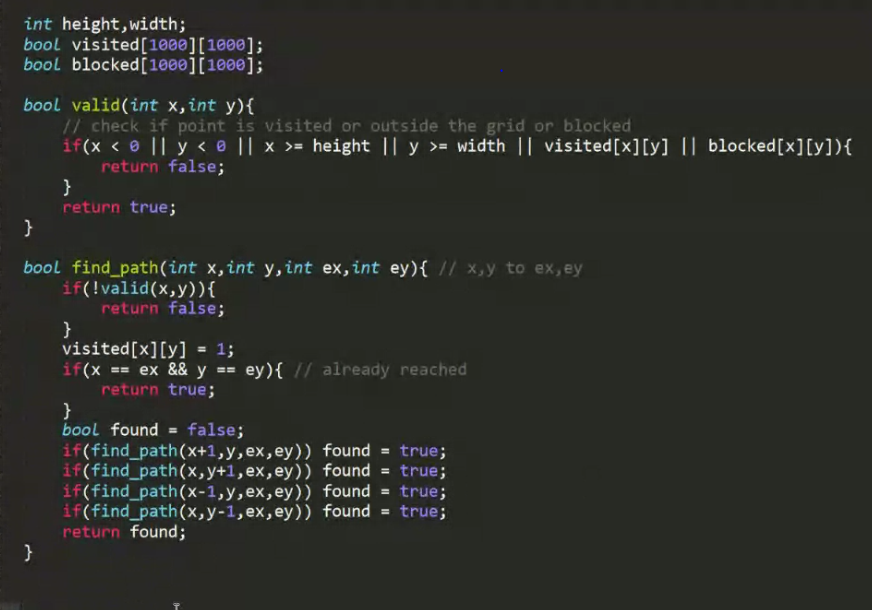 int height,width;
bool visited[1000][1000];
bool blocked[1000][1000];

bool valid(int x,int y){
    // check if point is visited or outside the grid or blocked
    if(x < 0 || y < 0 || x >= height || y >= width || visited[x][y] || blocked[x][y]){
        return false;
    }
    return true;
}

bool find_path(int x,int y,int ex,int ey){ // x,y to ex,ey
    if(!valid(x,y)){
        return false;
    }
    visited[x][y] = 1;
    if(x == ex && y == ey){ // already reached
        return true;
    }
    bool found = false;
    if(find_path(x+1,y,ex,ey)) found = true;
    if(find_path(x,y+1,ex,ey)) found = true;
    if(find_path(x-1,y,ex,ey)) found = true;
    if(find_path(x,y-1,ex,ey)) found = true;
    return found;
}